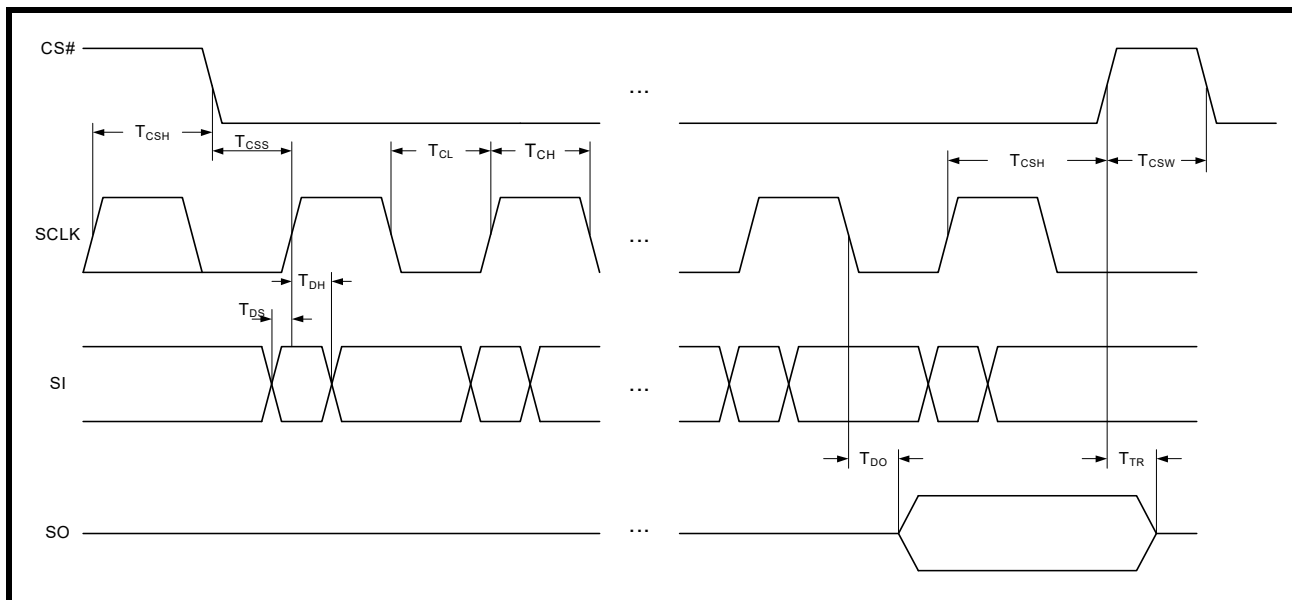 CS#
...
T_CSH
T_CSS
T_CL
T_CH
T_CSH
T_CSW
SCLK
...
T_DH
T_DS
SI
...
T_DO
T_TR
SO
...